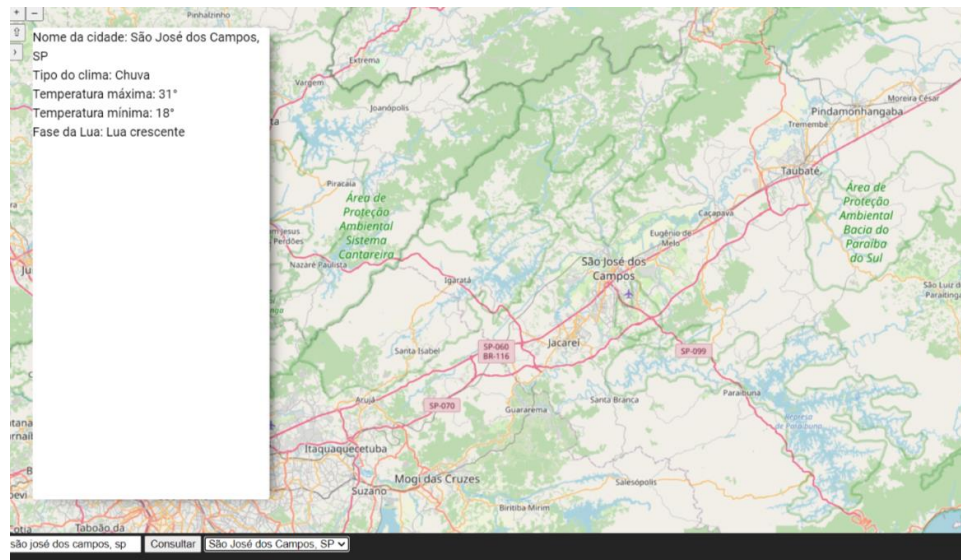 + −
⇧
›
Nome da cidade: São José dos Campos,
SP
Tipo do clima: Chuva
Temperatura máxima: 31°
Temperatura mínima: 18°
Fase da Lua: Lua crescente
Pinhalzinho
Extrema
Vargem
Joanópolis
Moreira César
Pindamonhangaba
Tremembé
Taubaté
Piracaia
Área de
Proteção
Ambiental
Sistema
Cantareira
Área de
Proteção
Ambiental
Bacia do
Paraíba
do Sul
Caçapava
Eugênio de
Melo
Perdões
Nazaré Paulista
São José dos
Campos
Igaratá
São Luiz d
Paraiting
SP-060
BR-116
Jacareí
SP-099
Santa Isabel
Paraibuna
Arujá
SP-070
Guararema
Santa Branca
Itaquaquecetuba
Mogi das Cruzes
Suzano
Salesópolis
Biritiba Mirim
Taboão da
são josé dos campos, sp
Consultar
São José dos Campos, SP